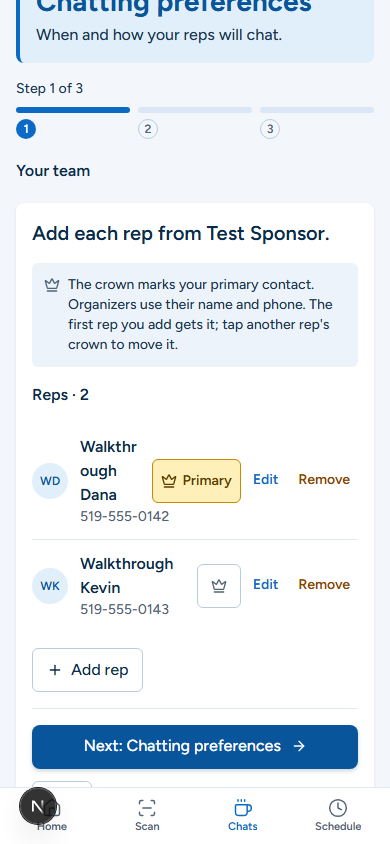 Chatting preferences
When and how your reps will chat.
Step 1 of 3
1
2
3
Your team
Add each rep from Test Sponsor.
The crown marks your primary contact.
Organizers use their name and phone. The
first rep you add gets it; tap another rep's
crown to move it.
Reps · 2
WD
Walkthr
ough
Dana
519-555-0142
Primary
Edit
Remove
WK
Walkthrough
Kevin
519-555-0143
Edit
Remove
+ Add rep
Next: Chatting preferences →
N
Home
Scan
Chats
Schedule